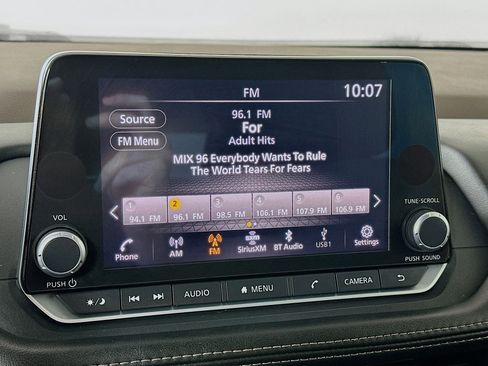 FM
10:07
Source
96.1 FM
For
Adult Hits
FM Menu
MIX 96 Everybody Wants To Rule
The World Tears For Fears
1 2 3 4 5 6
94.1 FM 96.1 FM 98.5 FM 106.1 FM 107.9 FM 106.9 FM
Phone AM FM SiriusXM BT Audio USB1 Settings
VOL
TUNE·SCROLL
PUSH
PUSH SOUND
AUDIO MENU CAMERA